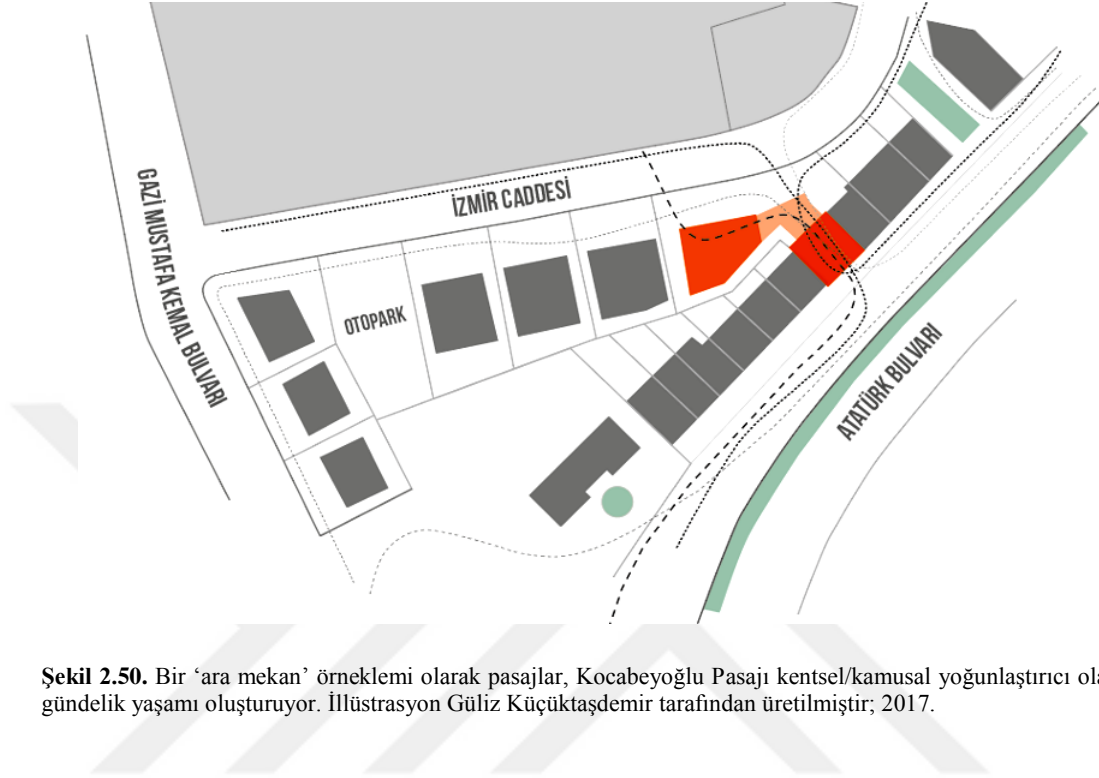 GAZİ MUSTAFA KEMAL BULVARI
İZMİR CADDESİ
OTOPARK
ATATÜRK BULVARI
Şekil 2.50. Bir ‘ara mekan’ örneklemi olarak pasajlar, Kocabeyoğlu Pasajı kentsel/kamusal yoğunlaştırıcı ola
gündelik yaşamı oluşturuyor. İllüstrasyon Güliz Küçüktaşdemir tarafından üretilmiştir; 2017.